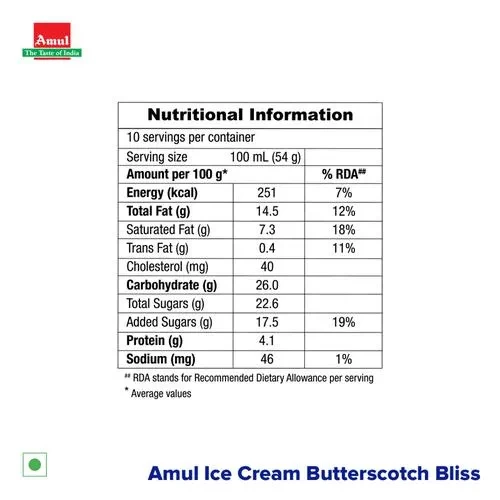 Amul
The Taste of India
Nutritional Information
10 servings per container
Serving size 100 mL (54 g)
Amount per 100 g* % RDA##
Energy (kcal) 251 7%
Total Fat (g) 14.5 12%
Saturated Fat (g) 7.3 18%
Trans Fat (g) 0.4 11%
Cholesterol (mg) 40
Carbohydrate (g) 26.0
Total Sugars (g) 22.6
Added Sugars (g) 17.5 19%
Protein (g) 4.1
Sodium (mg) 46 1%
## RDA stands for Recommended Dietary Allowance per serving
* Average values
Amul Ice Cream Butterscotch Bliss